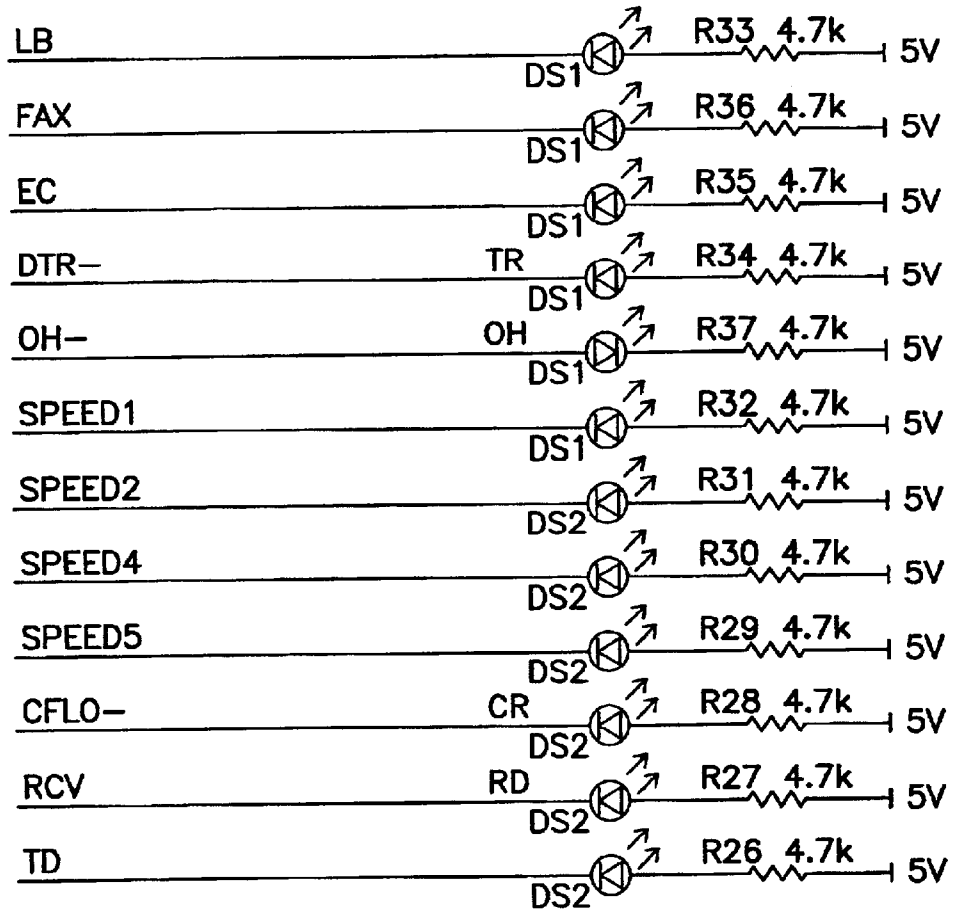 LB DS1 R33 4.7k 5V
FAX DS1 R36 4.7k 5V
EC DS1 R35 4.7k 5V
DTR- TR DS1 R34 4.7k 5V
OH- OH DS1 R37 4.7k 5V
SPEED1 DS1 R32 4.7k 5V
SPEED2 DS2 R31 4.7k 5V
SPEED4 DS2 R30 4.7k 5V
SPEED5 DS2 R29 4.7k 5V
CFLO- CR DS2 R28 4.7k 5V
RCV RD DS2 R27 4.7k 5V
TD DS2 R26 4.7k 5V